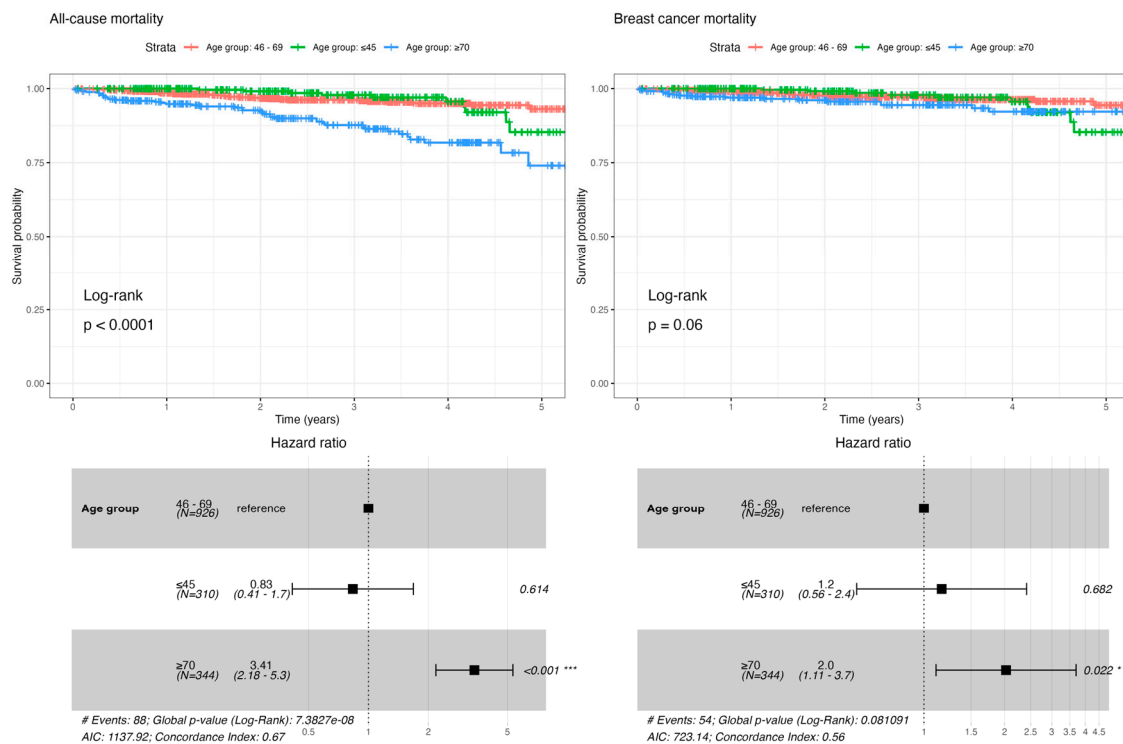 All-cause mortality
Strata Age group: 46 - 69 Age group: ≤45 Age group: ≥70
1.00
0.75
0.50
0.25
0.00
Survival probability
Log-rank
p < 0.0001
0 1 2 3 4 5
Time (years)
Hazard ratio
0.5 1 2 5
Age group 46 - 69 reference
(N=926)
≤45 0.83 0.614
(N=310) (0.41 - 1.7)
≥70 3.41 <0.001 ***
(N=344) (2.18 - 5.3)
# Events: 88; Global p-value (Log-Rank): 7.3827e-08
AIC: 1137.92; Concordance Index: 0.67
0.5 1 2 5
Breast cancer mortality
Strata Age group: 46 - 69 Age group: ≤45 Age group: ≥70
1.00
0.75
0.50
0.25
0.00
Survival probability
Log-rank
p = 0.06
0 1 2 3 4 5
Time (years)
Hazard ratio
Age group 46 - 69 reference
(N=926)
≤45 1.2 0.682
(N=310) (0.56 - 2.4)
≥70 2.0 0.022 *
(N=344) (1.11 - 3.7)
# Events: 54; Global p-value (Log-Rank): 0.081091
AIC: 723.14; Concordance Index: 0.56
1 1.5 2 2.5 3 3.5 4 4.5